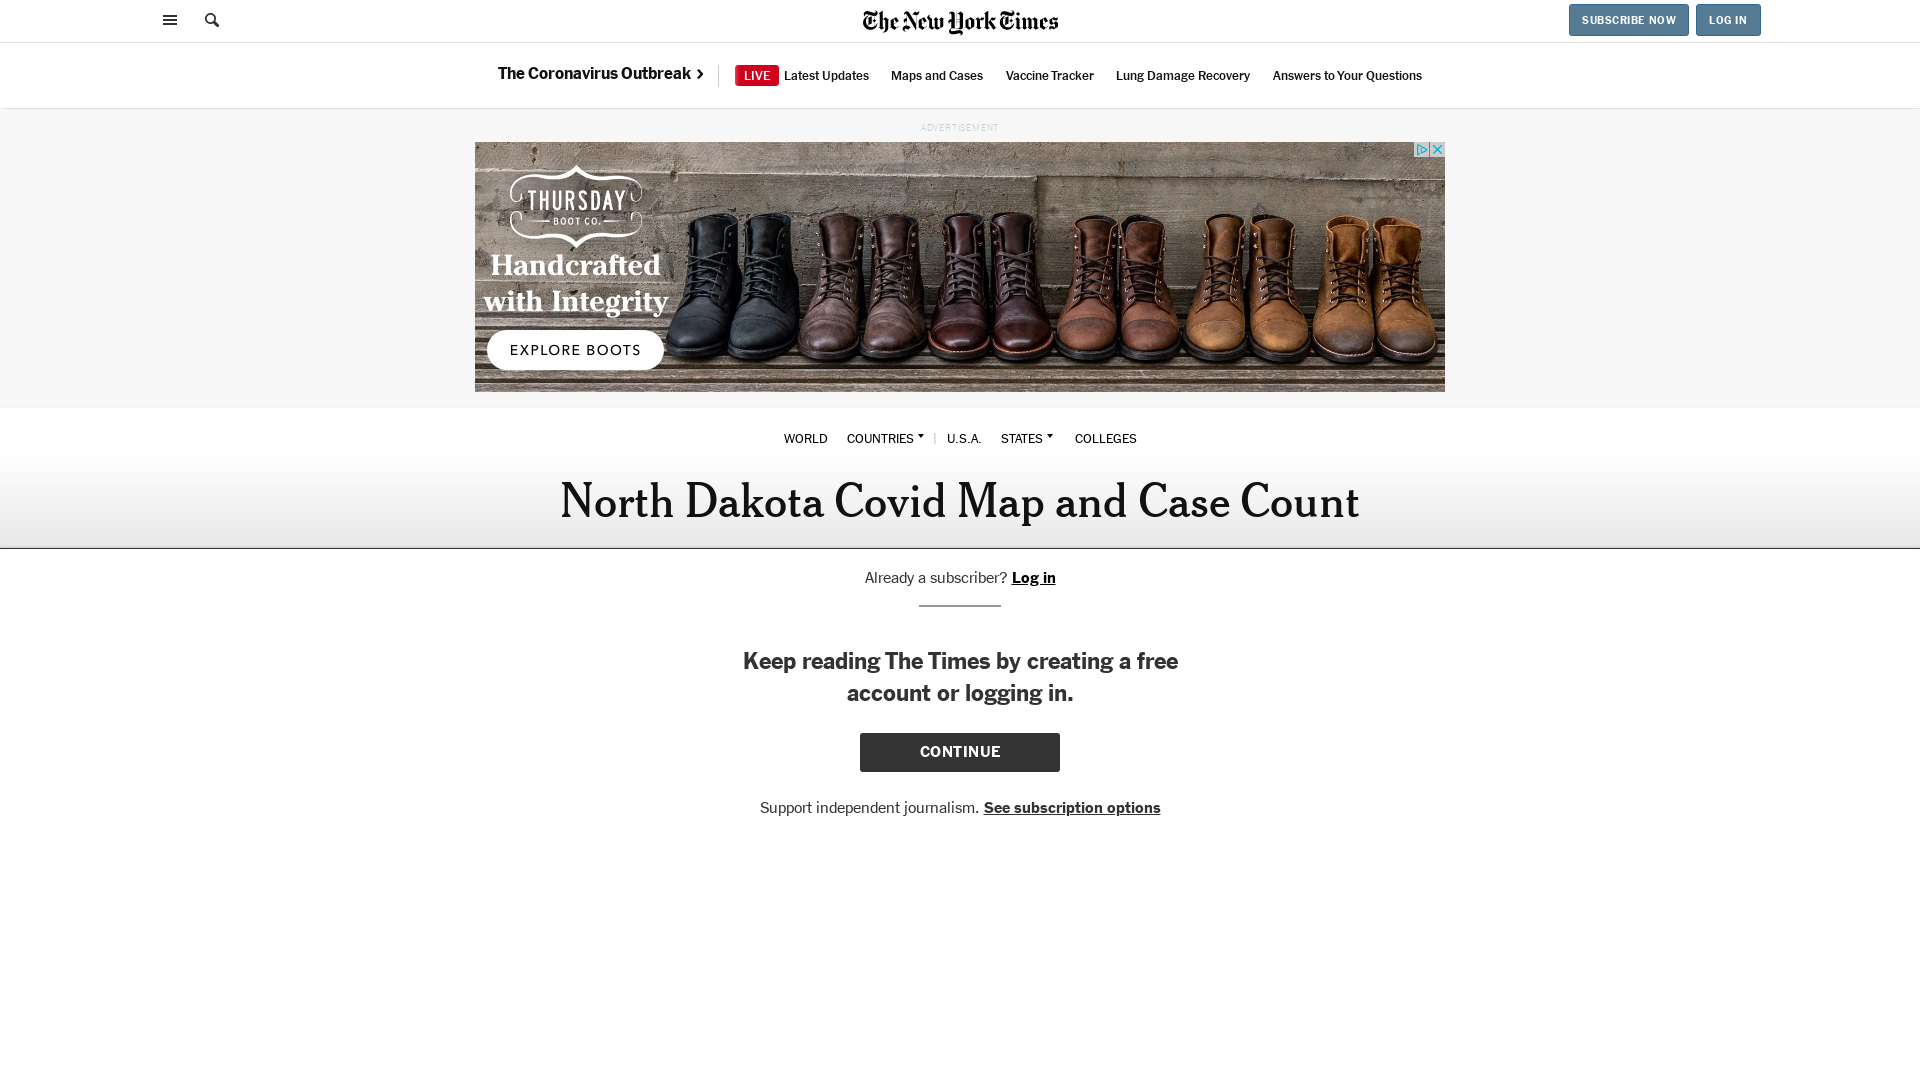 The New York Times
SUBSCRIBE NOW
LOG IN
The Coronavirus Outbreak
LIVE Latest Updates
Maps and Cases
Vaccine Tracker
Lung Damage Recovery
Answers to Your Questions
ADVERTISEMENT
THURSDAY
BOOT CO.
Handcrafted
with Integrity
EXPLORE BOOTS
WORLD
COUNTRIES
U.S.A.
STATES
COLLEGES
North Dakota Covid Map and Case Count
Already a subscriber? Log in
Keep reading The Times by creating a free
account or logging in.
CONTINUE
Support independent journalism. See subscription options